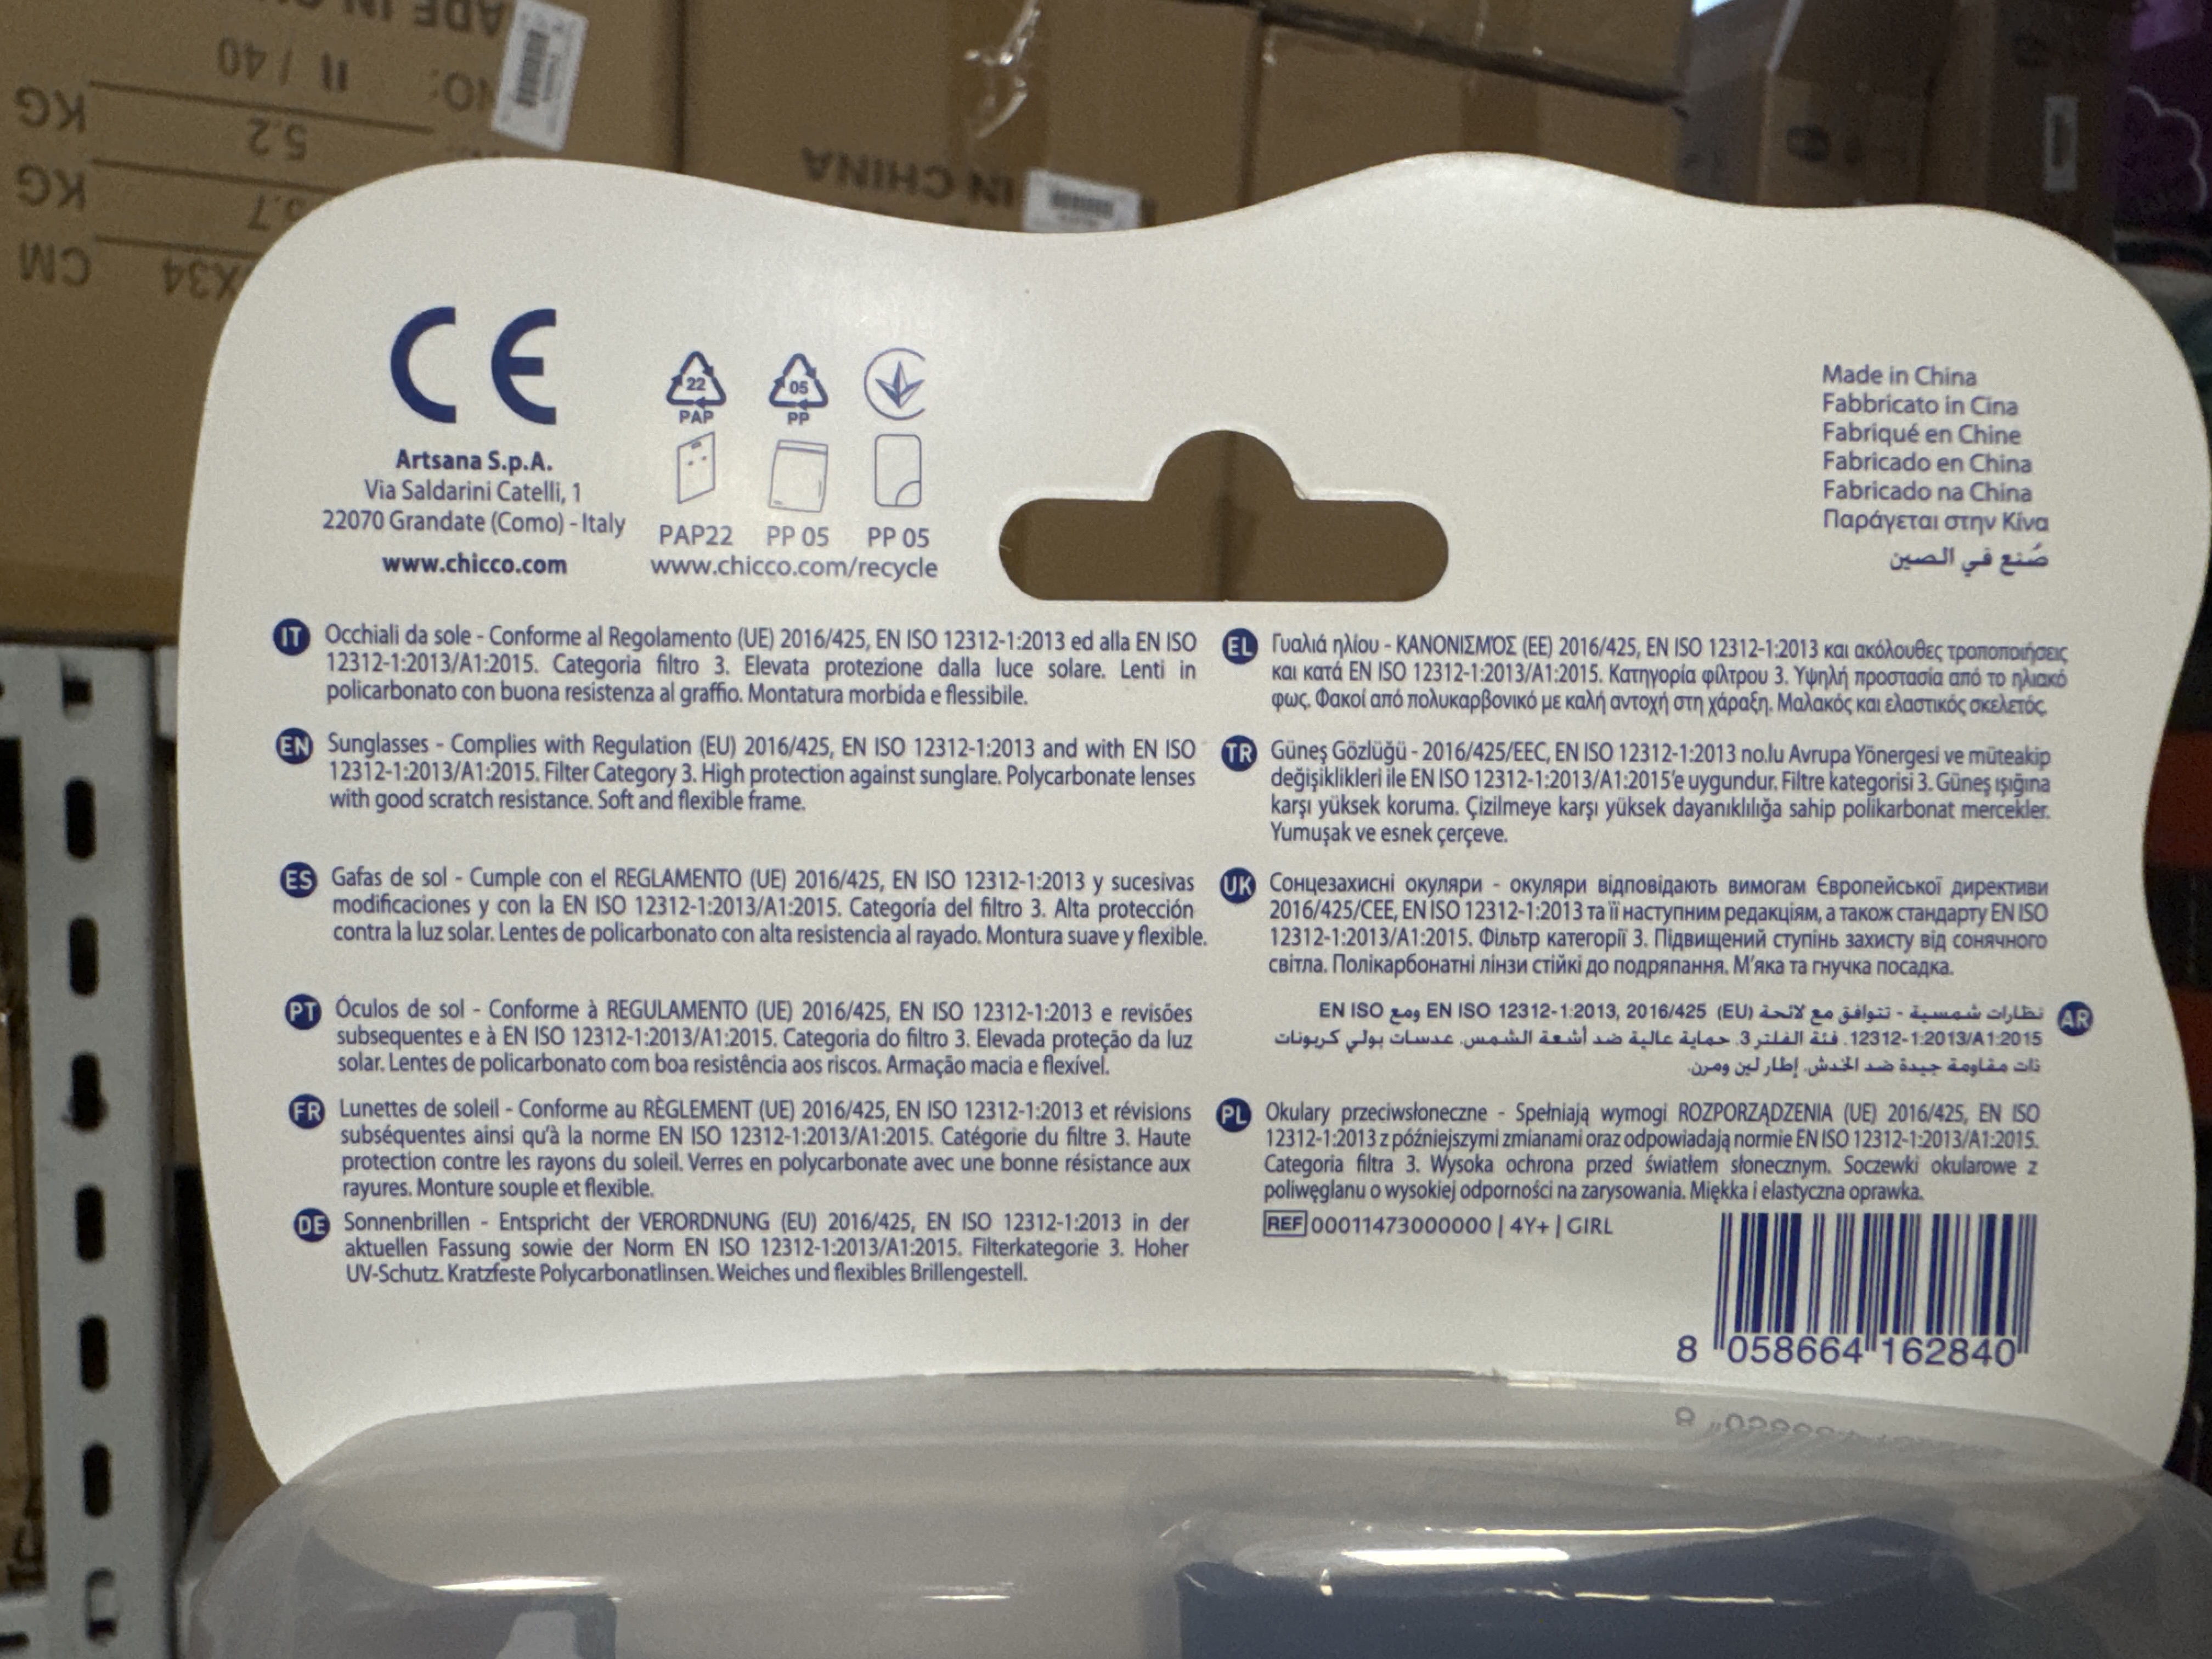 CE
Artsana S.p.A.
Via Saldarini Catelli, 1
22070 Grandate (Como) - Italy
www.chicco.com
22
PAP
05
PP
PAP22 PP 05 PP 05
www.chicco.com/recycle
Made in China
Fabbricato in Cina
Fabriqué en Chine
Fabricado en China
Fabricado na China
Παράγεται στην Κίνα
صُنع في الصين
IT Occhiali da sole - Conforme al Regolamento (UE) 2016/425, EN ISO 12312-1:2013 ed alla EN ISO
12312-1:2013/A1:2015. Categoria filtro 3. Elevata protezione dalla luce solare. Lenti in
policarbonato con buona resistenza al graffio. Montatura morbida e flessibile.
EN Sunglasses - Complies with Regulation (EU) 2016/425, EN ISO 12312-1:2013 and with EN ISO
12312-1:2013/A1:2015. Filter Category 3. High protection against sunglare. Polycarbonate lenses
with good scratch resistance. Soft and flexible frame.
ES Gafas de sol - Cumple con el REGLAMENTO (UE) 2016/425, EN ISO 12312-1:2013 y sucesivas
modificaciones y con la EN ISO 12312-1:2013/A1:2015. Categoría del filtro 3. Alta protección
contra la luz solar. Lentes de policarbonato con alta resistencia al rayado. Montura suave y flexible.
PT Óculos de sol - Conforme à REGULAMENTO (UE) 2016/425, EN ISO 12312-1:2013 e revisões
subsequentes e à EN ISO 12312-1:2013/A1:2015. Categoria do filtro 3. Elevada proteção da luz
solar. Lentes de policarbonato com boa resistência aos riscos. Armação macia e flexível.
FR Lunettes de soleil - Conforme au RÈGLEMENT (UE) 2016/425, EN ISO 12312-1:2013 et révisions
subséquentes ainsi qu'à la norme EN ISO 12312-1:2013/A1:2015. Catégorie du filtre 3. Haute
protection contre les rayons du soleil. Verres en polycarbonate avec une bonne résistance aux
rayures. Monture souple et flexible.
DE Sonnenbrillen - Entspricht der VERORDNUNG (EU) 2016/425, EN ISO 12312-1:2013 in der
aktuellen Fassung sowie der Norm EN ISO 12312-1:2013/A1:2015. Filterkategorie 3. Hoher
UV-Schutz. Kratzfeste Polycarbonatlinsen. Weiches und flexibles Brillengestell.
EL Γυαλιά ηλίου - ΚΑΝΟΝΙΣΜΌΣ (ΕΕ) 2016/425, EN ISO 12312-1:2013 και ακόλουθες τροποποιήσεις
και κατά EN ISO 12312-1:2013/A1:2015. Κατηγορία φίλτρου 3. Υψηλή προστασία από το ηλιακό
φως. Φακοί από πολυκαρβονικό με καλή αντοχή στη χάραξη. Μαλακός και ελαστικός σκελετός.
TR Güneş Gözlüğü - 2016/425/EEC, EN ISO 12312-1:2013 no.lu Avrupa Yönergesi ve müteakip
değişiklikleri ile EN ISO 12312-1:2013/A1:2015'e uygundur. Filtre kategorisi 3. Güneş ışığına
karşı yüksek koruma. Çizilmeye karşı yüksek dayanıklılığa sahip polikarbonat mercekler.
Yumuşak ve esnek çerçeve.
UK Сонцезахисні окуляри - окуляри відповідають вимогам Європейської директиви
2016/425/CEE, EN ISO 12312-1:2013 та її наступним редакціям, а також стандарту EN ISO
12312-1:2013/A1:2015. Фільтр категорії 3. Підвищений ступінь захисту від сонячного
світла. Полікарбонатні лінзи стійкі до подряпання. М'яка та гнучка посадка.
AR نظارات شمسية - تتوافق مع لائحة (EU) 2016/425 ,EN ISO 12312-1:2013 ومع EN ISO
12312-1:2013/A1:2015. فئة الفلتر 3. حماية عالية ضد أشعة الشمس. عدسات بولي كربونات
ذات مقاومة جيدة ضد الخدش. إطار لين ومرن.
PL Okulary przeciwsłoneczne - Spełniają wymogi ROZPORZĄDZENIA (UE) 2016/425, EN ISO
12312-1:2013 z późniejszymi zmianami oraz odpowiadają normie EN ISO 12312-1:2013/A1:2015.
Categoria filtra 3. Wysoka ochrona przed światłem słonecznym. Soczewki okularowe z
poliwęglanu o wysokiej odporności na zarysowania. Miękka i elastyczna oprawka.
REF 00011473000000 | 4Y+ | GIRL
8 058664 162840
IN CHINA
11 / 40
5.2 KG
KG
X34 CM